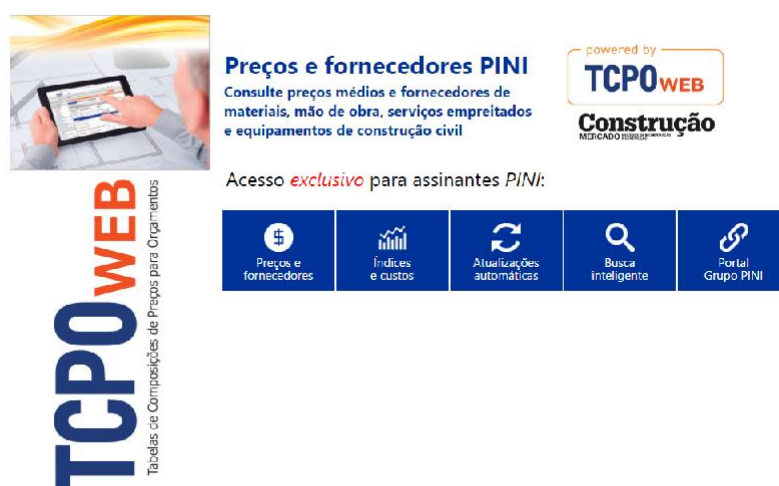 Preços e fornecedores PINI
Consulte preços médios e fornecedores de
materiais, mão de obra, serviços empreitados
e equipamentos de construção civil
powered by
TCPOWEB
Construção
MERCADO
Acesso exclusivo para assinantes PINI:
Preços e
fornecedores
Índices
e custos
Atualizações
automáticas
Busca
inteligente
Portal
Grupo PINI
TCPOWEB
Tabelas de Composições de Preços para Orçamentos